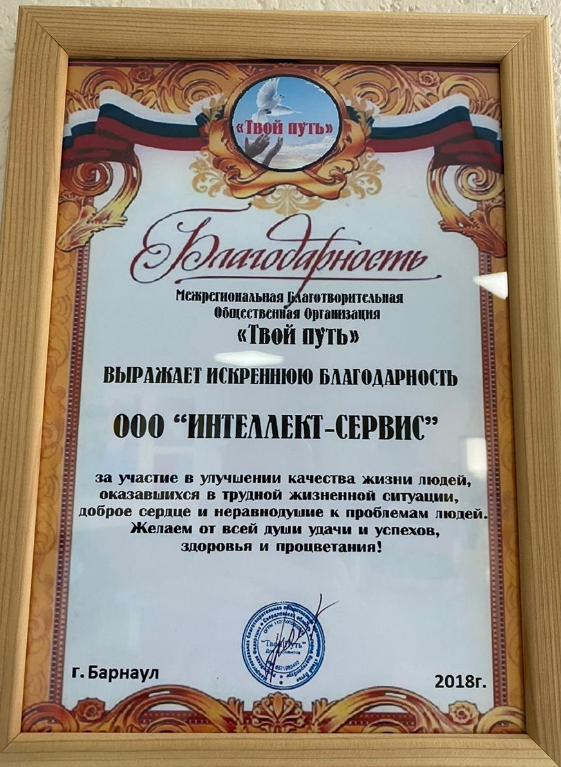 «Твой путь»
Благодарность
Межрегиональная Благотворительная
Общественная Организация
«Твой путь»
ВЫРАЖАЕТ ИСКРЕННЮЮ БЛАГОДАРНОСТЬ
ООО “ИНТЕЛЛЕКТ-СЕРВИС”
за участие в улучшении качества жизни людей,
оказавшихся в трудной жизненной ситуации,
доброе сердце и неравнодушие к проблемам людей.
Желаем от всей души удачи и успехов,
здоровья и процветания!
"Твой Путь"
г. Барнаул
2018г.